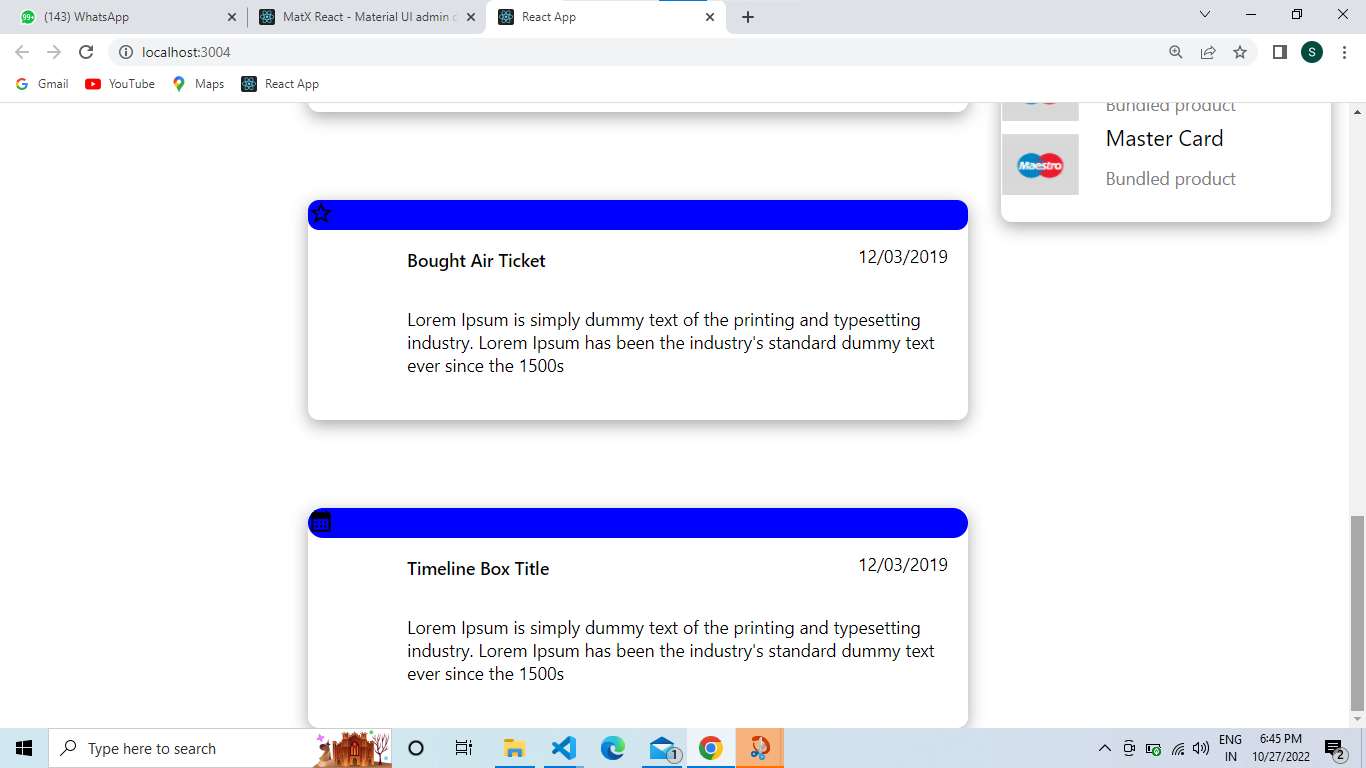 99+
(143) WhatsApp
MatX React - Material UI admin d
React App
localhost:3004
S
Gmail
YouTube
Maps
React App
Bundled product
Master Card
Maestro
Bundled product
Bought Air Ticket
12/03/2019
Lorem Ipsum is simply dummy text of the printing and typesetting
industry. Lorem Ipsum has been the industry's standard dummy text
ever since the 1500s
Timeline Box Title
12/03/2019
Lorem Ipsum is simply dummy text of the printing and typesetting
industry. Lorem Ipsum has been the industry's standard dummy text
ever since the 1500s
Type here to search
1
ENG
IN
6:45 PM
10/27/2022
2